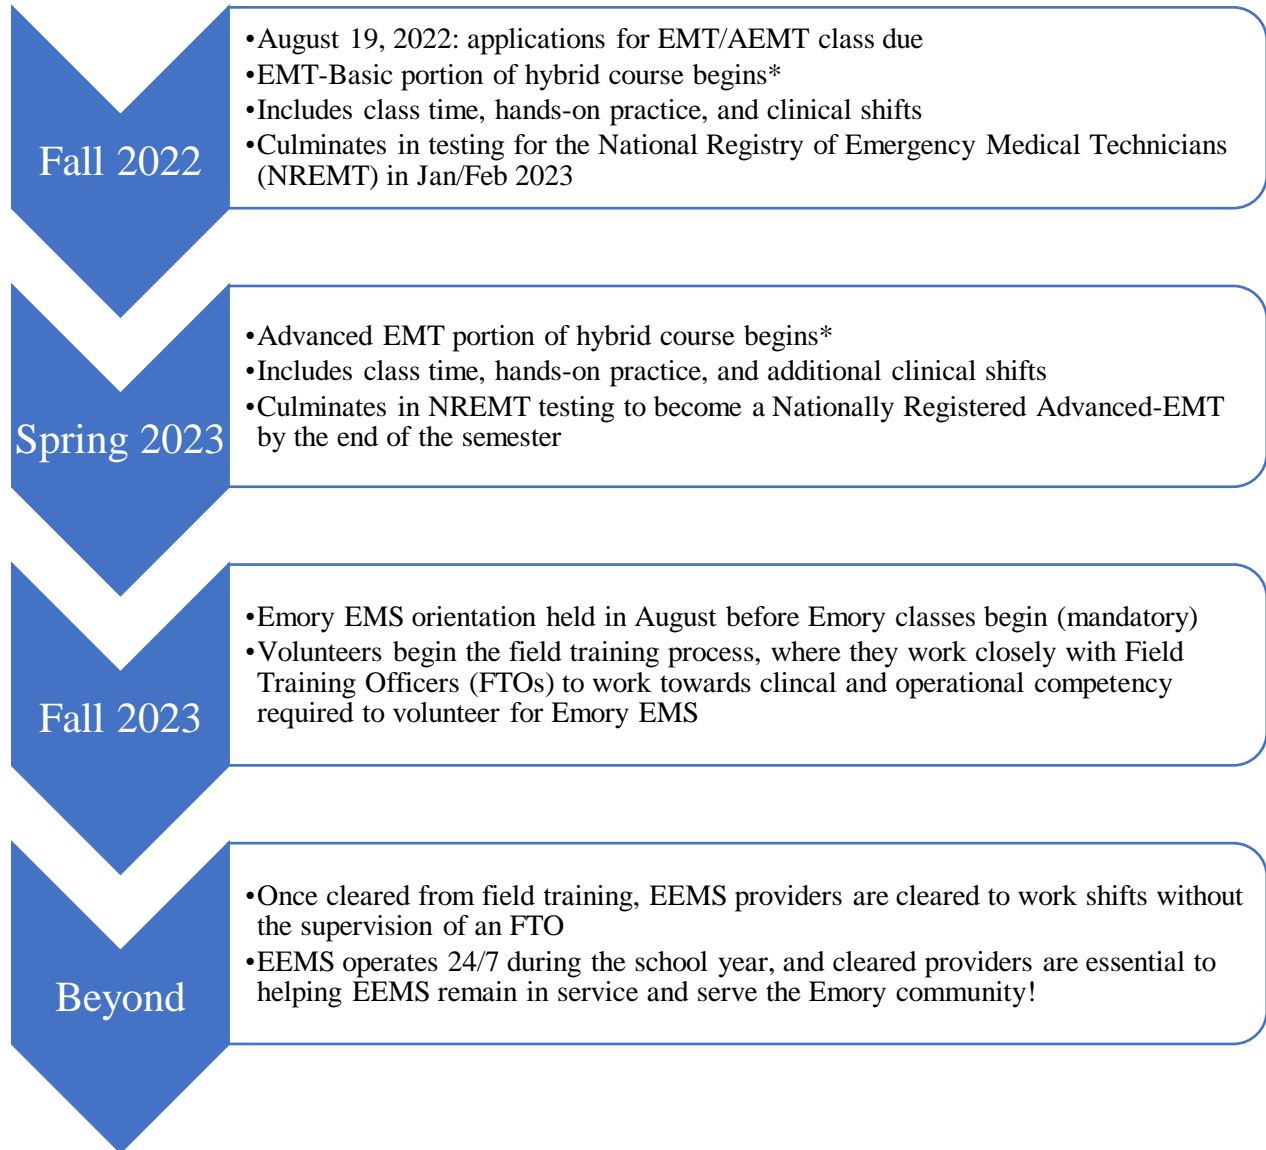 Fall 2022
•August 19, 2022: applications for EMT/AEMT class due
•EMT-Basic portion of hybrid course begins*
•Includes class time, hands-on practice, and clinical shifts
•Culminates in testing for the National Registry of Emergency Medical Technicians
(NREMT) in Jan/Feb 2023
Spring 2023
•Advanced EMT portion of hybrid course begins*
•Includes class time, hands-on practice, and additional clinical shifts
•Culminates in NREMT testing to become a Nationally Registered Advanced-EMT
by the end of the semester
Fall 2023
•Emory EMS orientation held in August before Emory classes begin (mandatory)
•Volunteers begin the field training process, where they work closely with Field
Training Officers (FTOs) to work towards clincal and operational competency
required to volunteer for Emory EMS
Beyond
•Once cleared from field training, EEMS providers are cleared to work shifts without
the supervision of an FTO
•EEMS operates 24/7 during the school year, and cleared providers are essential to
helping EEMS remain in service and serve the Emory community!